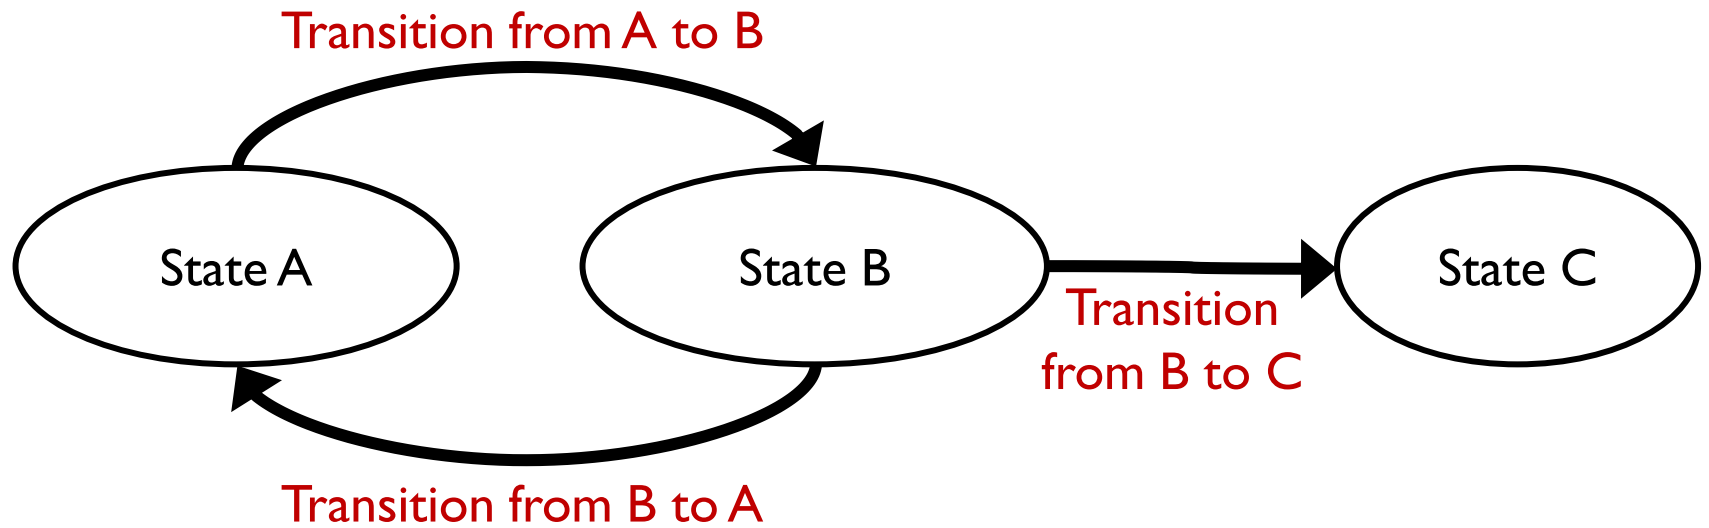 Transition from A to B
State A
State B
State C
Transition
from B to C
Transition from B to A